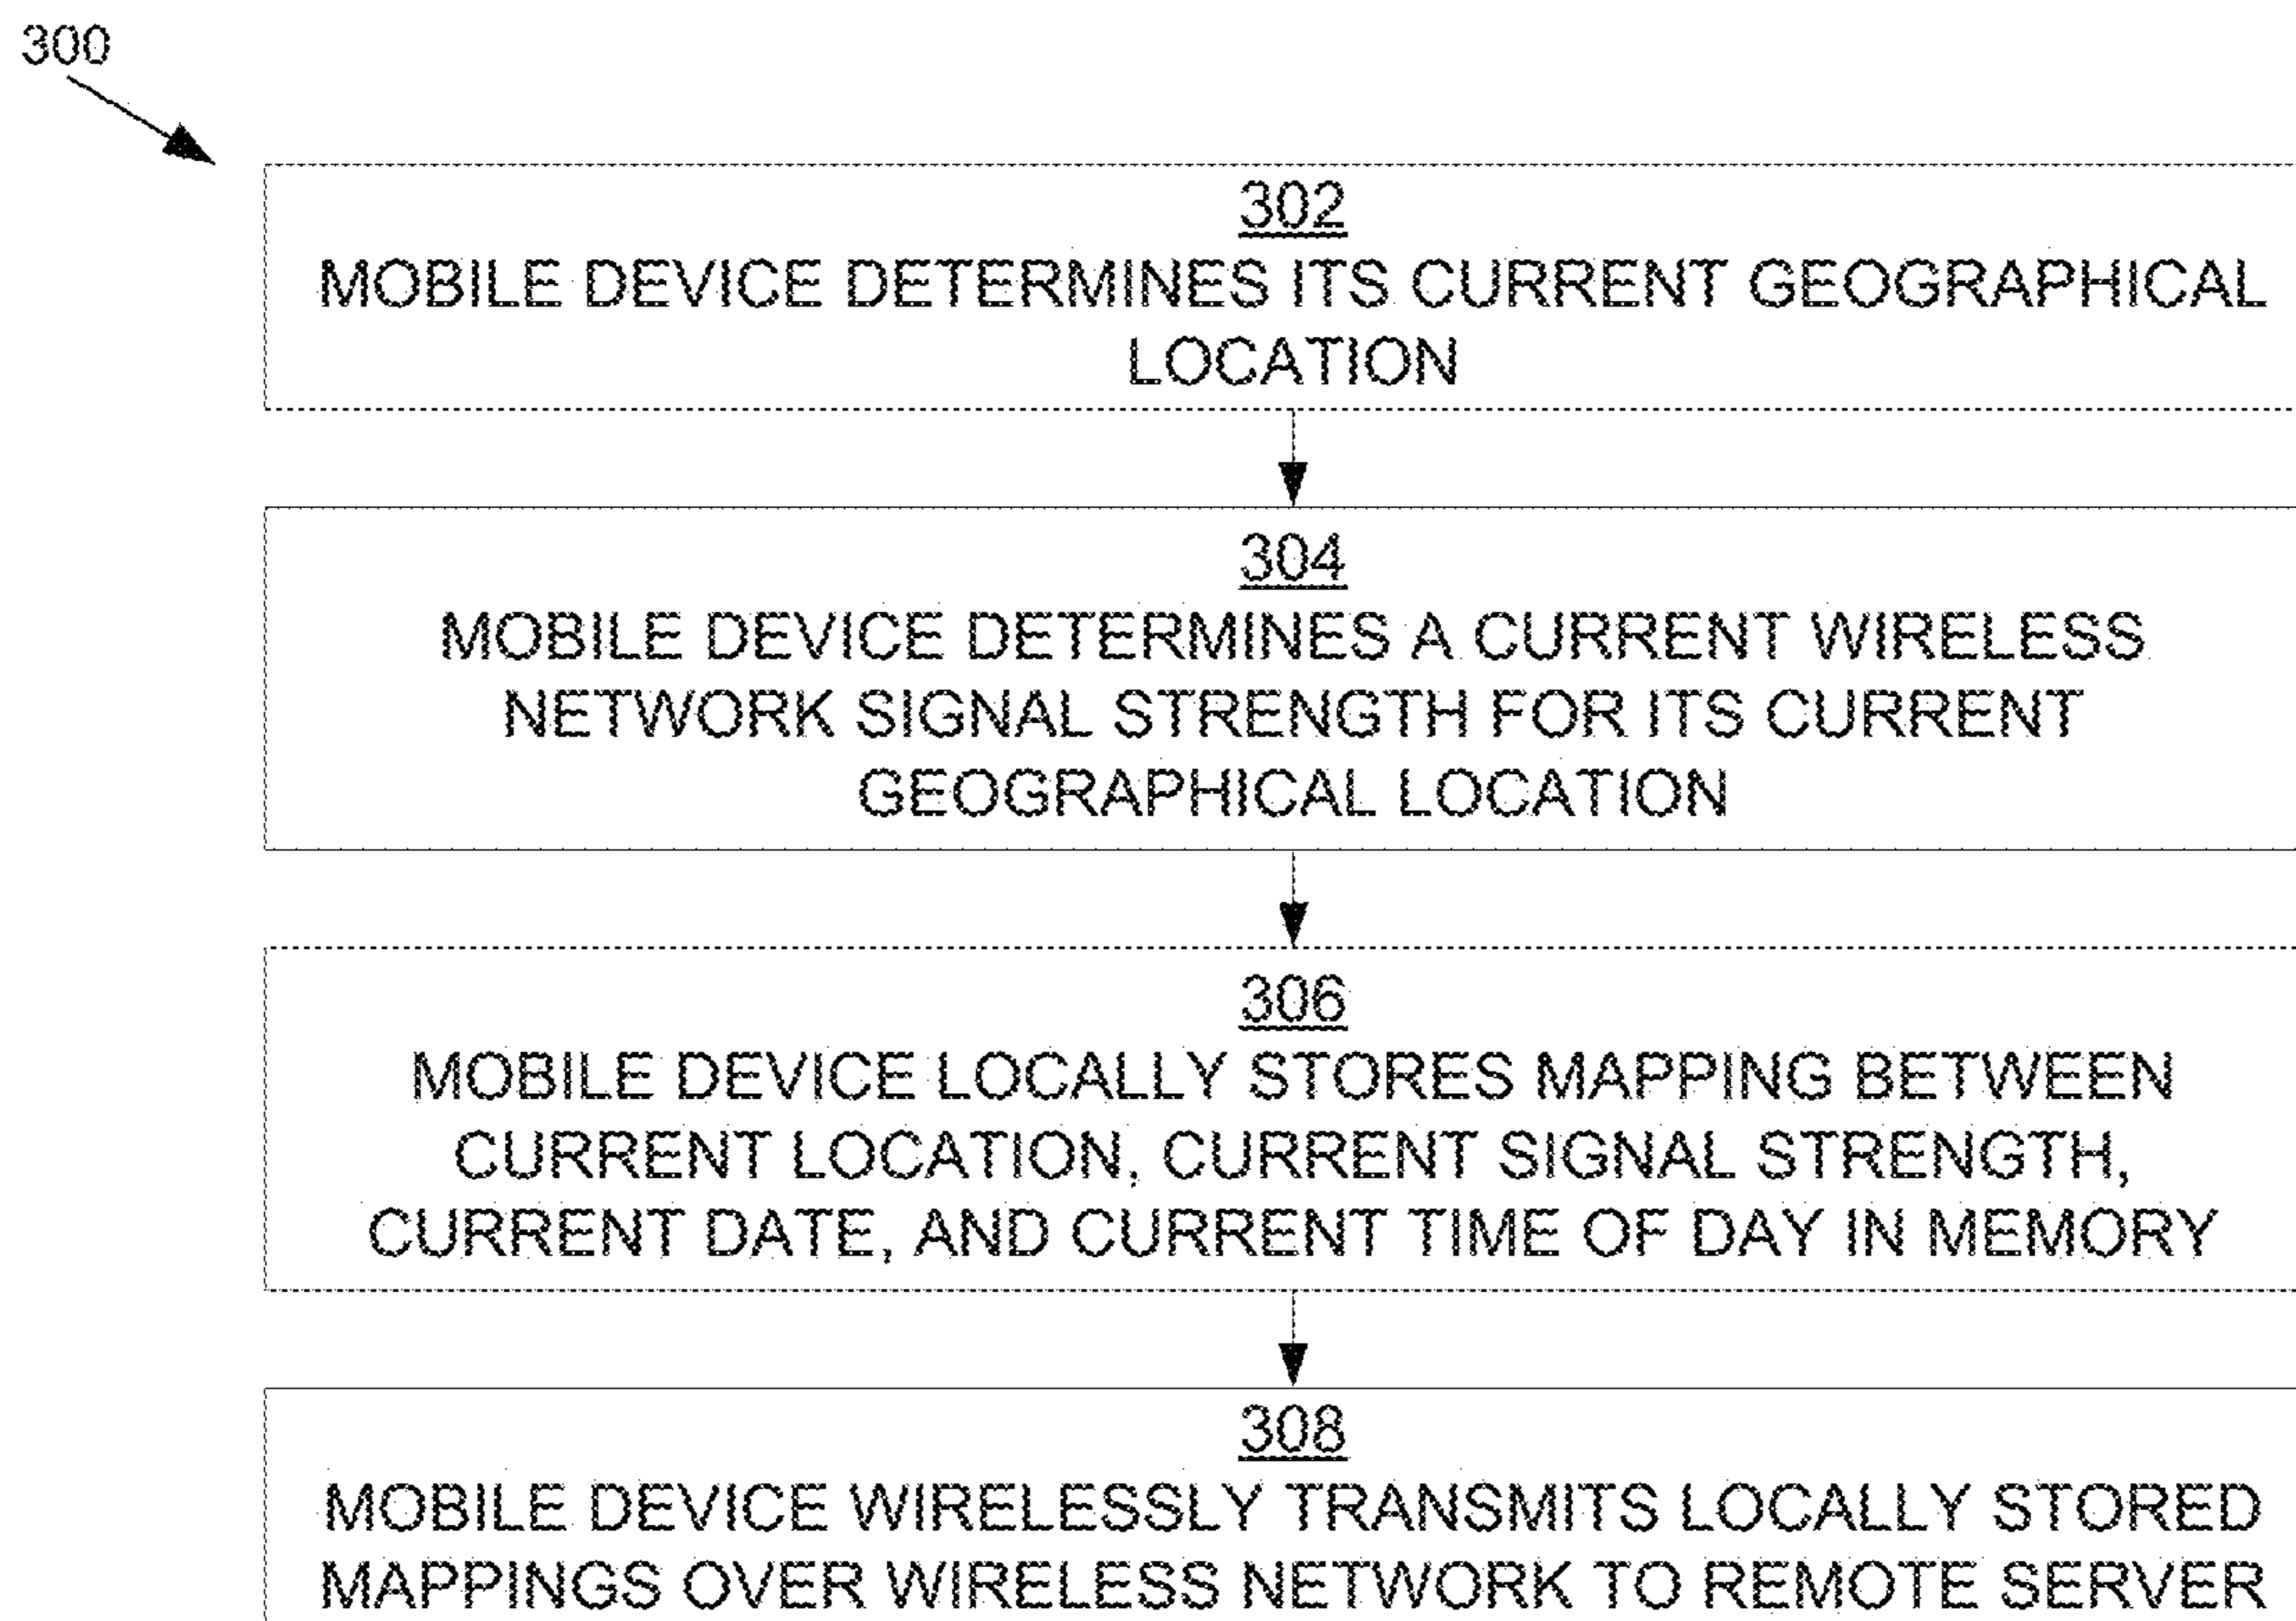 300
302
MOBILE DEVICE DETERMINES ITS CURRENT GEOGRAPHICAL
LOCATION
304
MOBILE DEVICE DETERMINES A CURRENT WIRELESS
NETWORK SIGNAL STRENGTH FOR ITS CURRENT
GEOGRAPHICAL LOCATION
306
MOBILE DEVICE LOCALLY STORES MAPPING BETWEEN
CURRENT LOCATION, CURRENT SIGNAL STRENGTH,
CURRENT DATE, AND CURRENT TIME OF DAY IN MEMORY
308
MOBILE DEVICE WIRELESSLY TRANSMITS LOCALLY STORED
MAPPINGS OVER WIRELESS NETWORK TO REMOTE SERVER